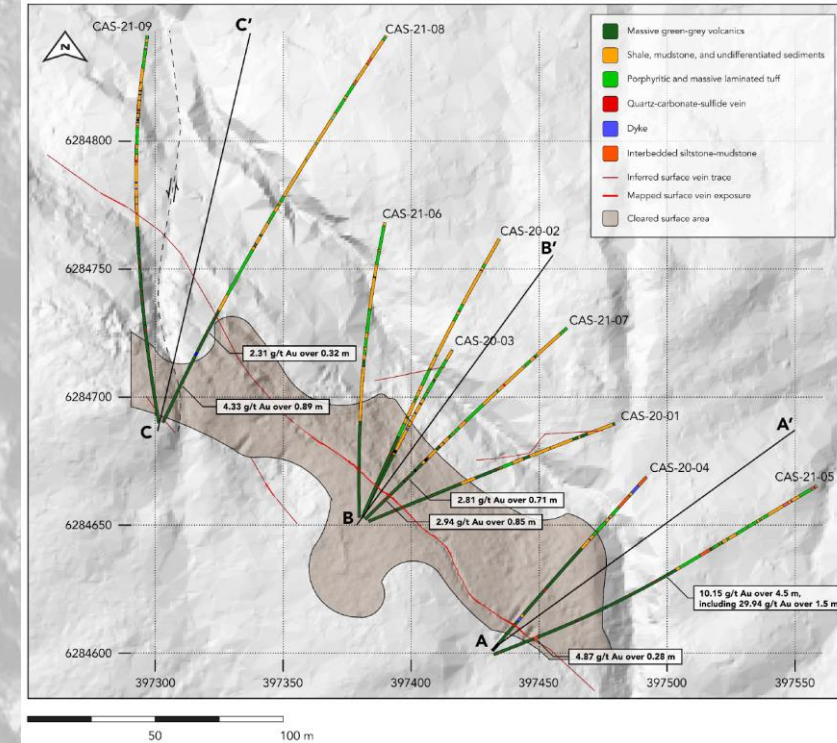 CAS-21-09
C'
CAS-21-08
N
Massive green-grey volcanics
Shale, mudstone, and undifferentiated sediments
Porphyritic and massive laminated tuff
Quartz-carbonate-sulfide vein
Dyke
Interbedded siltstone-mudstone
Inferred surface vein trace
Mapped surface vein exposure
Cleared surface area
6284800
CAS-21-06
CAS-20-02
B'
6284750
CAS-21-07
CAS-20-03
2.31 g/t Au over 0.32 m
6284700
4.33 g/t Au over 0.89 m
C
CAS-20-01
A'
CAS-20-04
CAS-21-05
2.81 g/t Au over 0.71 m
B
2.94 g/t Au over 0.85 m
6284650
10.15 g/t Au over 4.5 m,
including 29.94 g/t Au over 1.5 m
A
4.87 g/t Au over 0.28 m
6284600
397300
397350
397400
397450
397500
397550
50
100 m